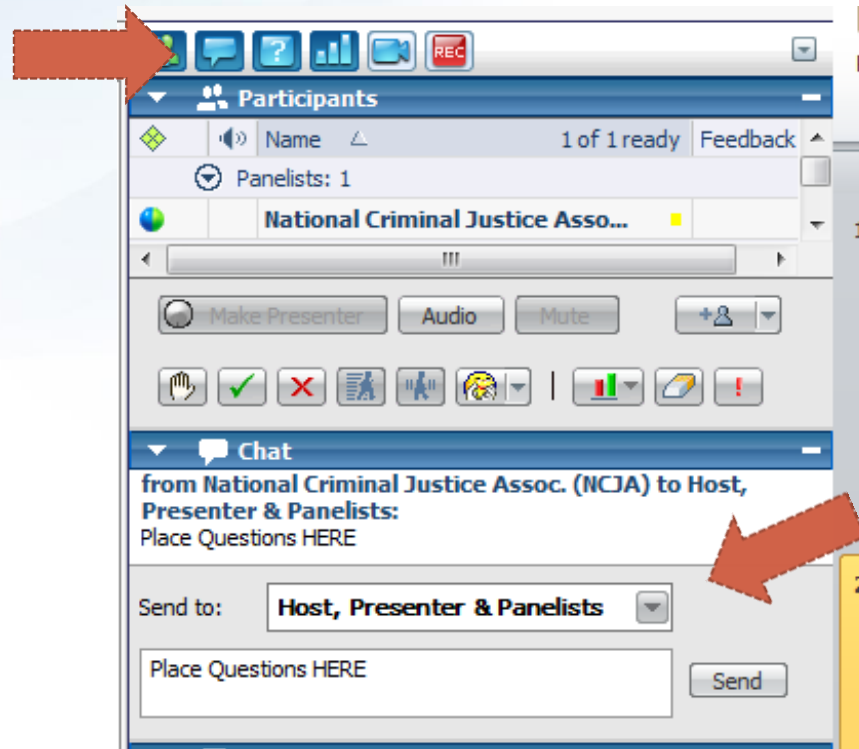 ?
REC
Participants
Name 1 of 1 ready Feedback
Panelists: 1
National Criminal Justice Asso...
Make Presenter Audio Mute
Chat
from National Criminal Justice Assoc. (NCJA) to Host,
Presenter & Panelists:
Place Questions HERE
Send to: Host, Presenter & Panelists
Place Questions HERE
Send